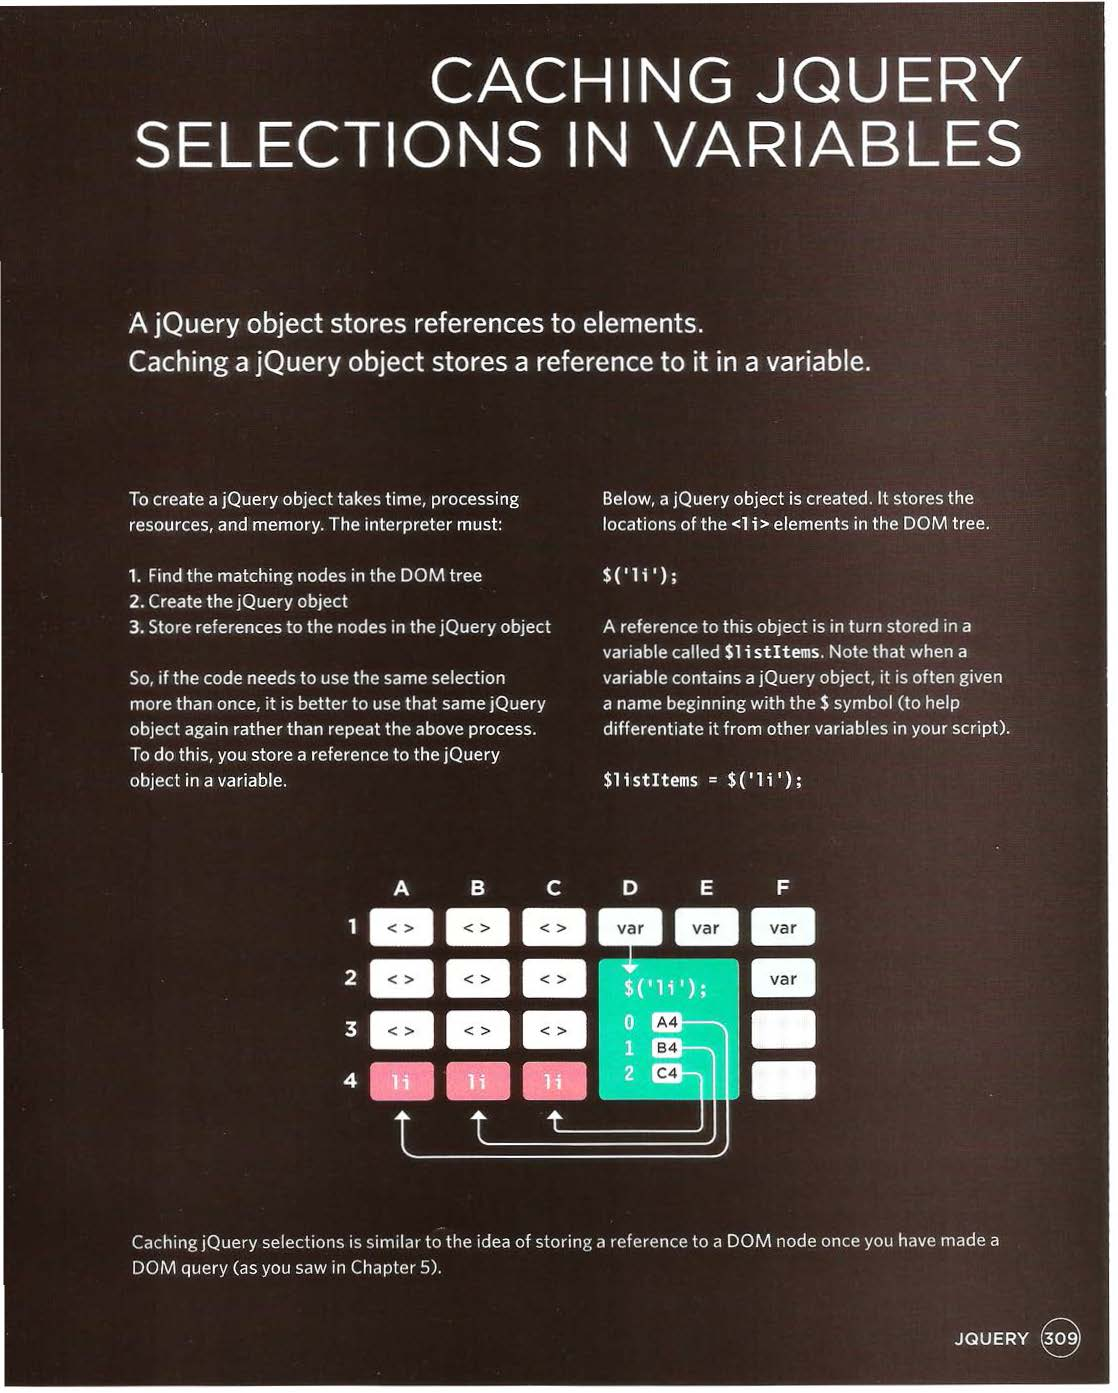 CACHING JQUERY
SELECTIONS IN VARIABLES
A jQuery object stores references to elements.
Caching a jQuery object stores a reference to it in a variable.
To create a jQuery object takes time, processing
resources, and memory. The interpreter must:
1. Find the matching nodes in the DOM tree
2. Create the jQuery object
3. Store references to the nodes in the jQuery object
So, if the code needs to use the same selection
more than once, it is better to use that same jQuery
object again rather than repeat the above process.
To do this, you store a reference to the jQuery
object in a variable.
Below, a jQuery object is created. It stores the
locations of the <li> elements in the DOM tree.
$('li');
A reference to this object is in turn stored in a
variable called $listItems. Note that when a
variable contains a jQuery object, it is often given
a name beginning with the $ symbol (to help
differentiate it from other variables in your script).
$listItems = $('li');
A B C D E F
1 <> <> <> var var var
2 <> <> <> $('li'); var
3 <> <> <> 0 A4
1 B4
4 li li li 2 C4
Caching jQuery selections is similar to the idea of storing a reference to a DOM node once you have made a
DOM query (as you saw in Chapter 5).
JQUERY 309